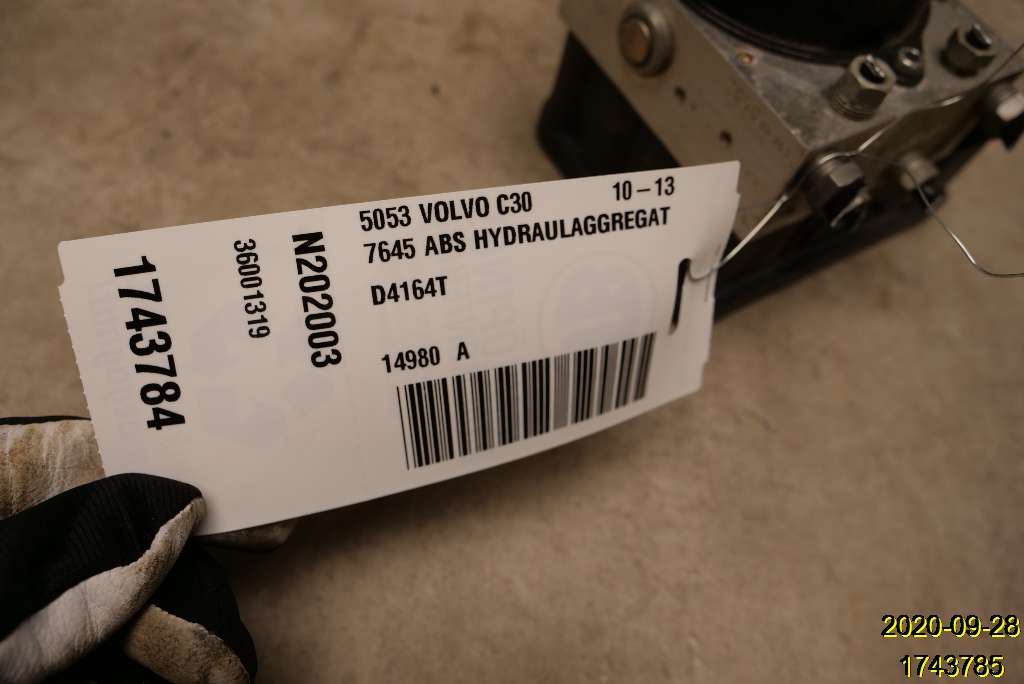 5053 VOLVO C30 10-13
7645 ABS HYDRAULAGGREGAT
D4164T
14980 A
N202003
36001319
1743784
2020-09-28
1743785